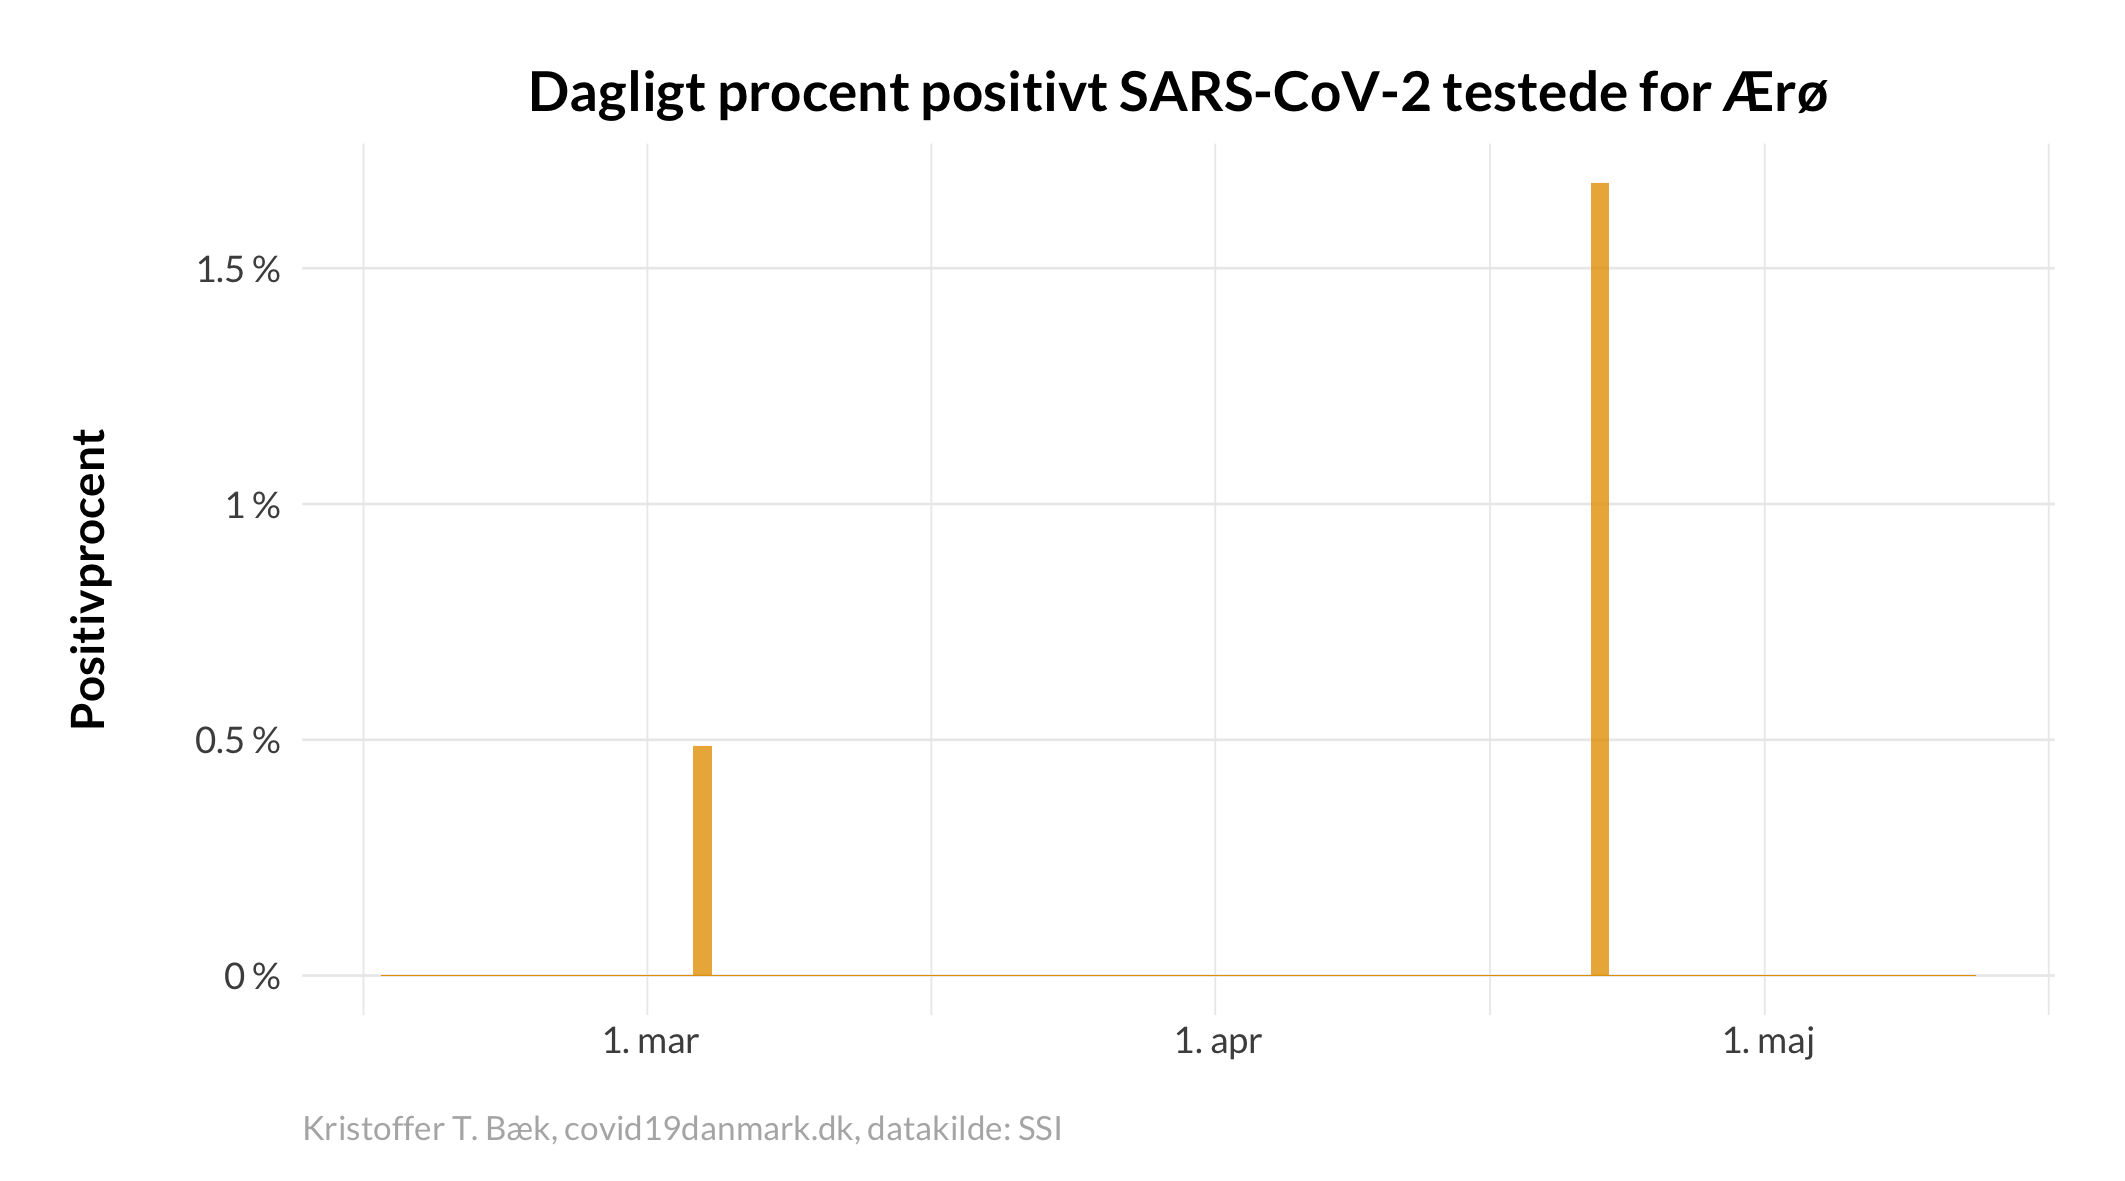 Dagligt procent positivt SARS-CoV-2 testede for Ærø
Positivprocent
1.5 %
1 %
0.5 %
0 %
1. mar
1. apr
1. maj
Kristoffer T. Bæk, covid19danmark.dk, datakilde: SSI